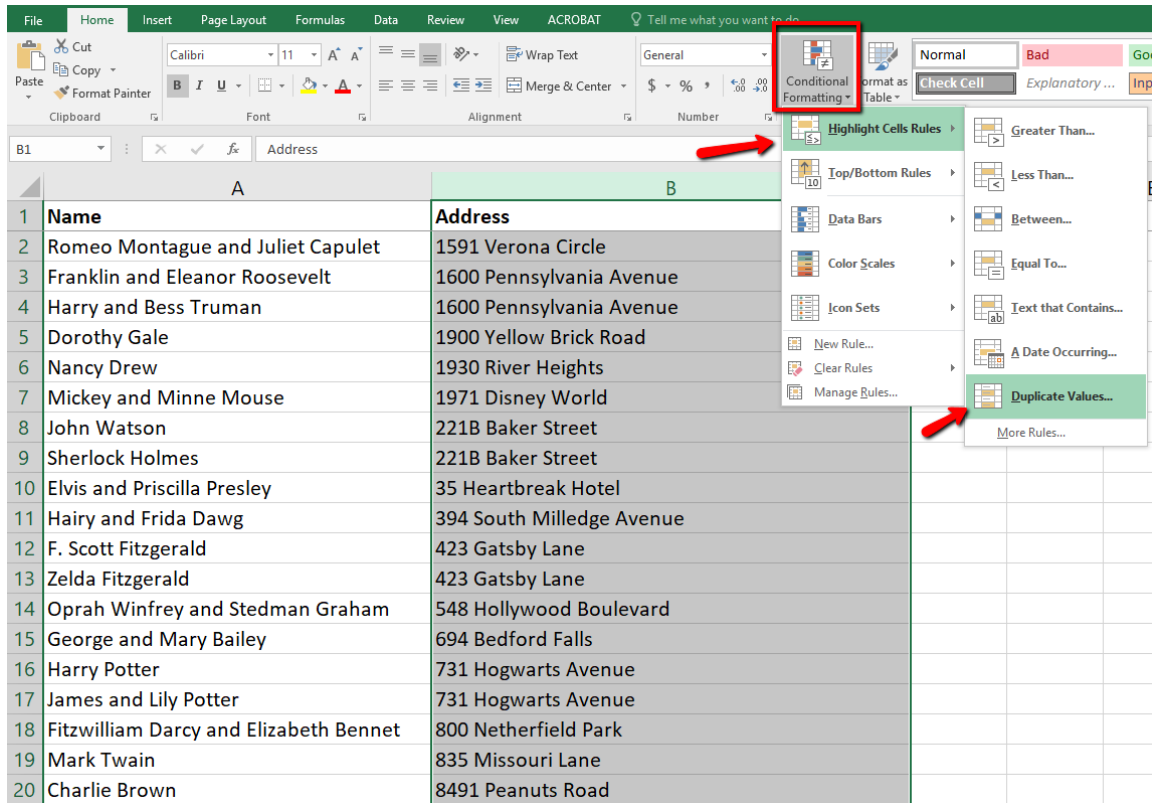 File Home Insert Page Layout Formulas Data Review View ACROBAT Tell me what you want to do
Cut
Copy
Format Painter
Paste
Clipboard
Calibri 11 A A
B I U A
Font
Wrap Text
Merge & Center
Alignment
General
$ % , .0 .00
Number
Conditional Formatting
Format as Table
Normal Bad
Check Cell Explanatory ...
B1 fx Address
Highlight Cells Rules
Top/Bottom Rules
Data Bars
Color Scales
Icon Sets
New Rule...
Clear Rules
Manage Rules...
Greater Than...
Less Than...
Between...
Equal To...
Text that Contains...
A Date Occurring...
Duplicate Values...
More Rules...
A B
1 Name Address
2 Romeo Montague and Juliet Capulet 1591 Verona Circle
3 Franklin and Eleanor Roosevelt 1600 Pennsylvania Avenue
4 Harry and Bess Truman 1600 Pennsylvania Avenue
5 Dorothy Gale 1900 Yellow Brick Road
6 Nancy Drew 1930 River Heights
7 Mickey and Minne Mouse 1971 Disney World
8 John Watson 221B Baker Street
9 Sherlock Holmes 221B Baker Street
10 Elvis and Priscilla Presley 35 Heartbreak Hotel
11 Hairy and Frida Dawg 394 South Milledge Avenue
12 F. Scott Fitzgerald 423 Gatsby Lane
13 Zelda Fitzgerald 423 Gatsby Lane
14 Oprah Winfrey and Stedman Graham 548 Hollywood Boulevard
15 George and Mary Bailey 694 Bedford Falls
16 Harry Potter 731 Hogwarts Avenue
17 James and Lily Potter 731 Hogwarts Avenue
18 Fitzwilliam Darcy and Elizabeth Bennet 800 Netherfield Park
19 Mark Twain 835 Missouri Lane
20 Charlie Brown 8491 Peanuts Road